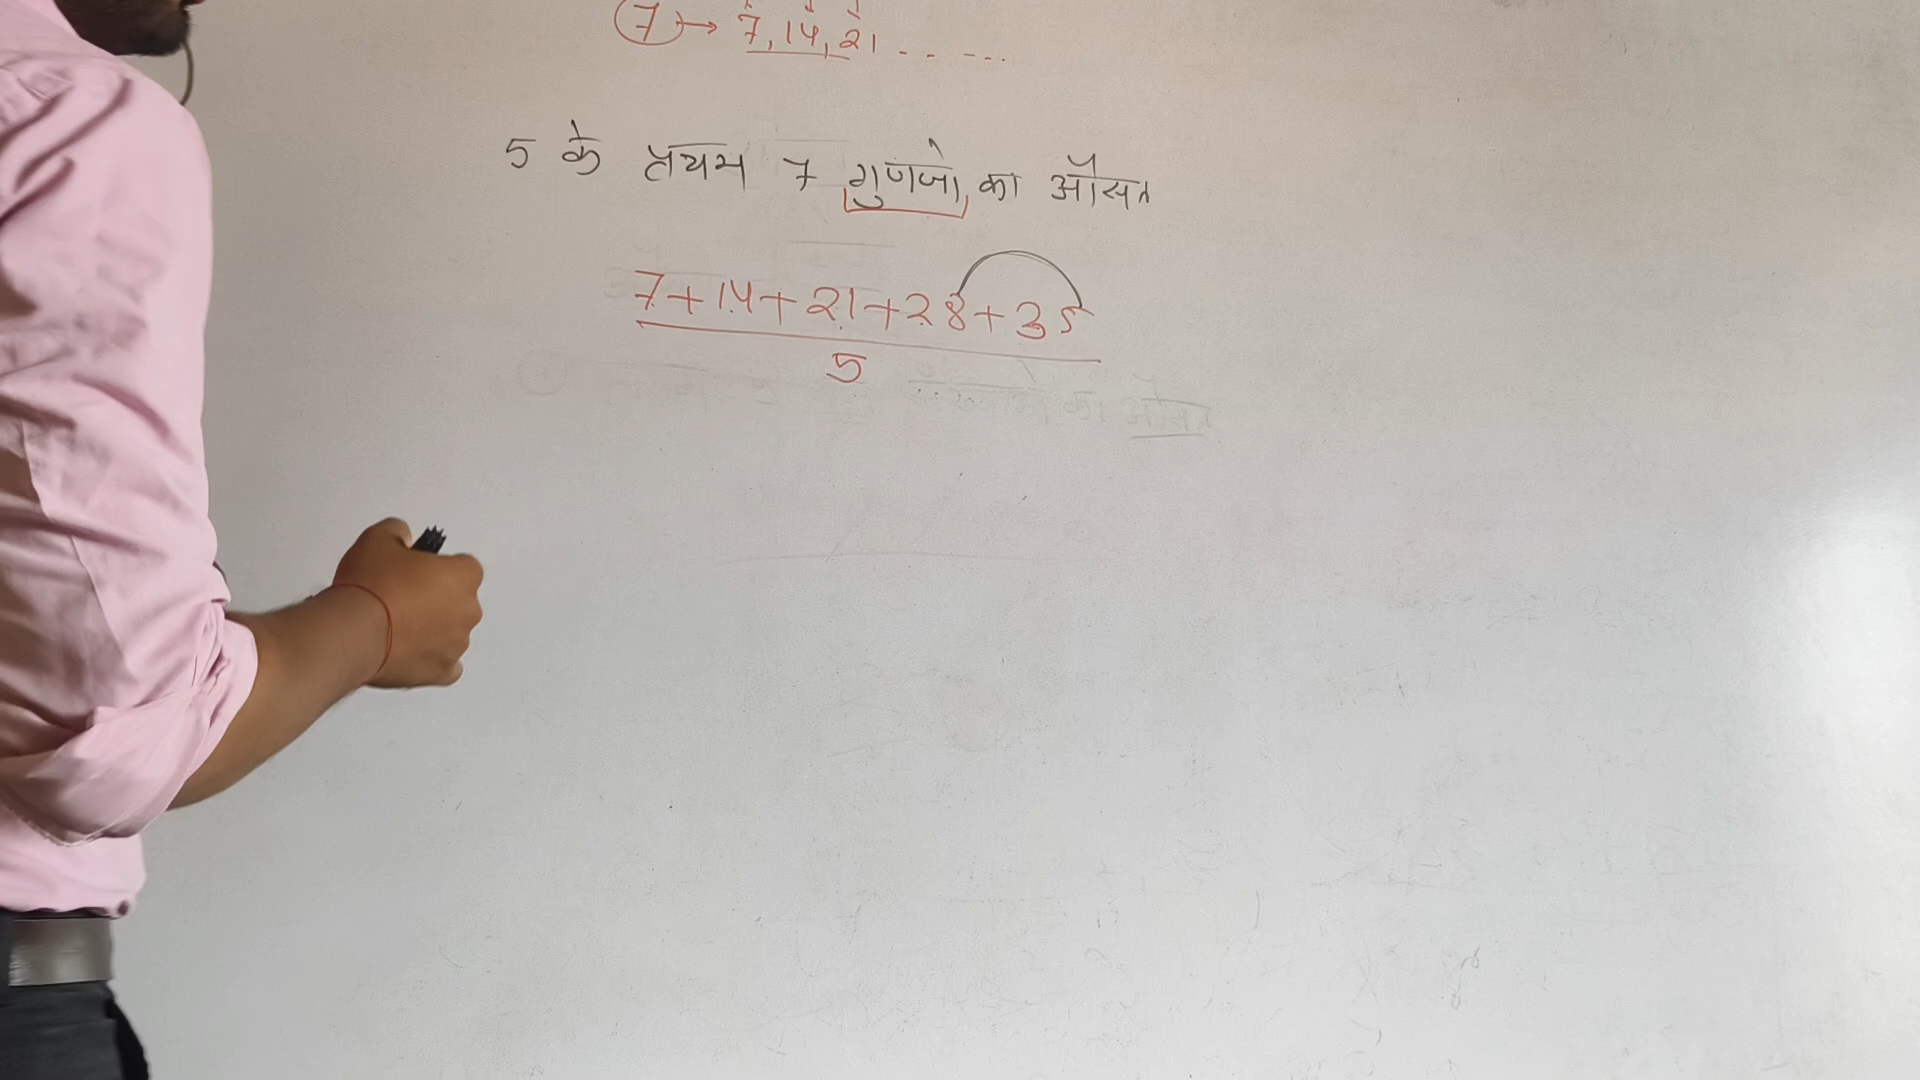 7 → 7, 14, 21 - - - - -
5 के प्रथम 7 गुणजो का औसत
7+14+21+28+35
5